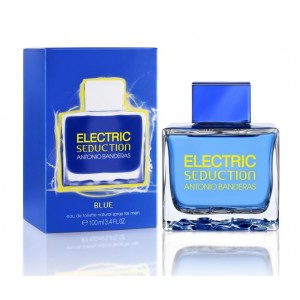 ELECTRIC
SEDUCTION
ANTONIO BANDERAS
BLUE
eau de toilette natural spray for men
e 100ml 3.4 FL.OZ
ELECTRIC
SEDUCTION
ANTONIO BANDERAS